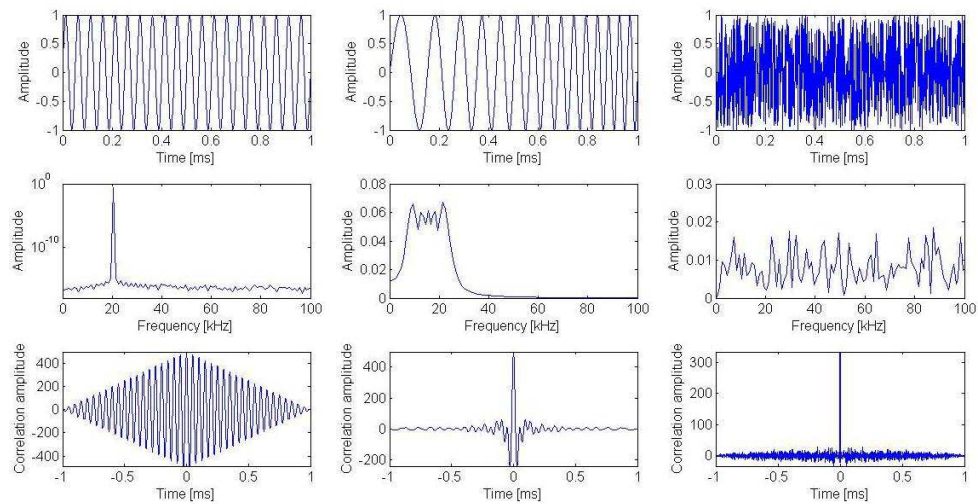 1
0.5
0
-0.5
-1
Amplitude
0 0.2 0.4 0.6 0.8 1
Time [ms]
1
0.5
0
-0.5
-1
Amplitude
0 0.2 0.4 0.6 0.8 1
Time [ms]
1
0.5
0
-0.5
-1
Amplitude
0 0.2 0.4 0.6 0.8 1
Time [ms]
10^0
10^-10
Amplitude
0 20 40 60 80 100
Frequency [kHz]
0.08
0.06
0.04
0.02
0
Amplitude
0 20 40 60 80 100
Frequency [kHz]
0.03
0.02
0.01
0
Amplitude
0 20 40 60 80 100
Frequency [kHz]
400
200
0
-200
-400
Correlation amplitude
-1 -0.5 0 0.5 1
Time [ms]
400
200
0
-200
Correlation amplitude
-1 -0.5 0 0.5 1
Time [ms]
300
200
100
0
Correlation amplitude
-1 -0.5 0 0.5 1
Time [ms]